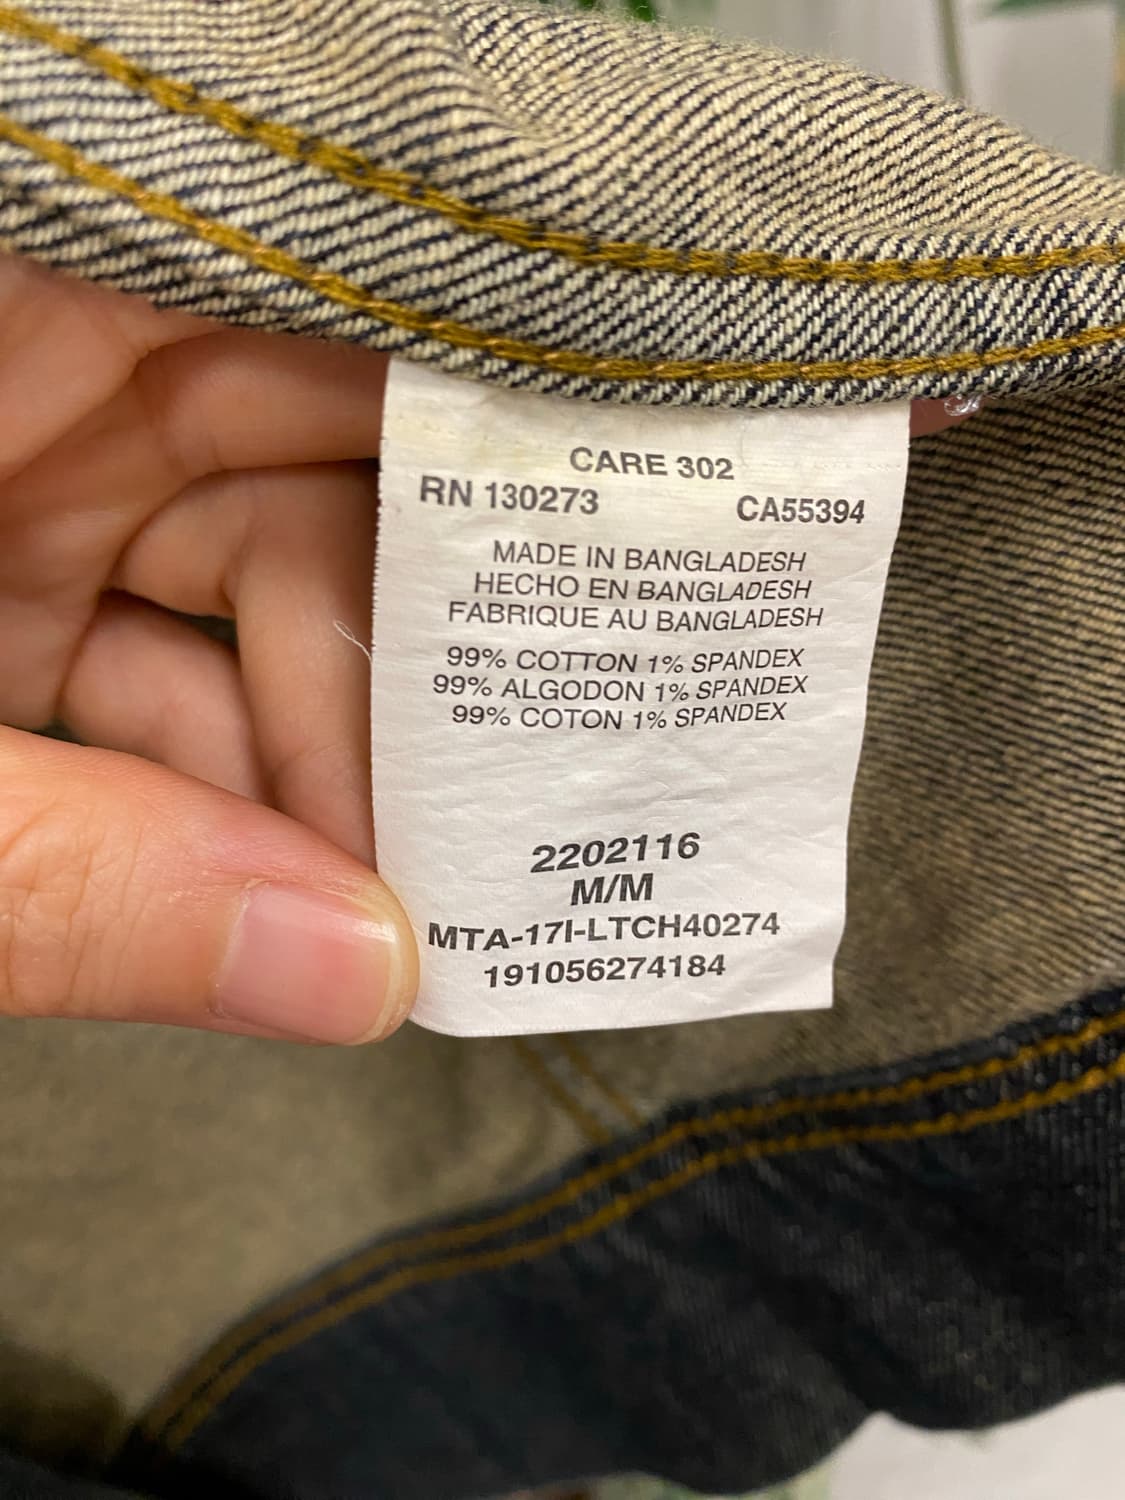 CARE 302
RN 130273 CA55394
MADE IN BANGLADESH
HECHO EN BANGLADESH
FABRIQUE AU BANGLADESH
99% COTTON 1% SPANDEX
99% ALGODON 1% SPANDEX
99% COTON 1% SPANDEX
2202116
M/M
MTA-17I-LTCH40274
191056274184